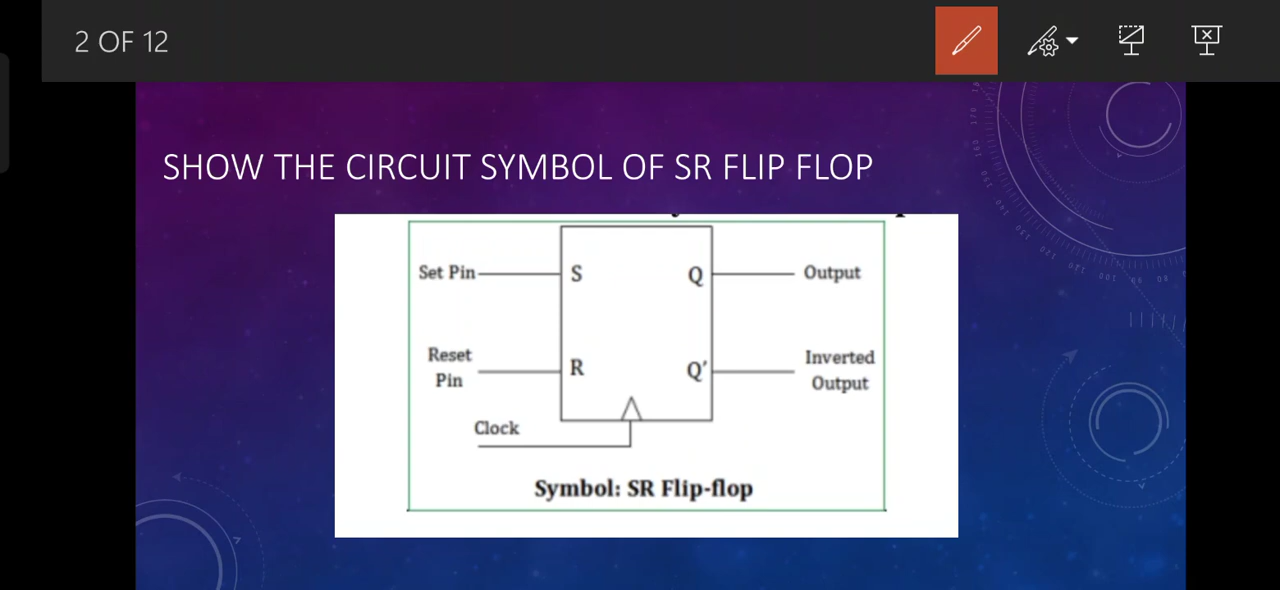 2 OF 12
SHOW THE CIRCUIT SYMBOL OF SR FLIP FLOP
Set Pin
S
Q
Output
Reset
Pin
R
Q'
Inverted
Output
Clock
Symbol: SR Flip-flop